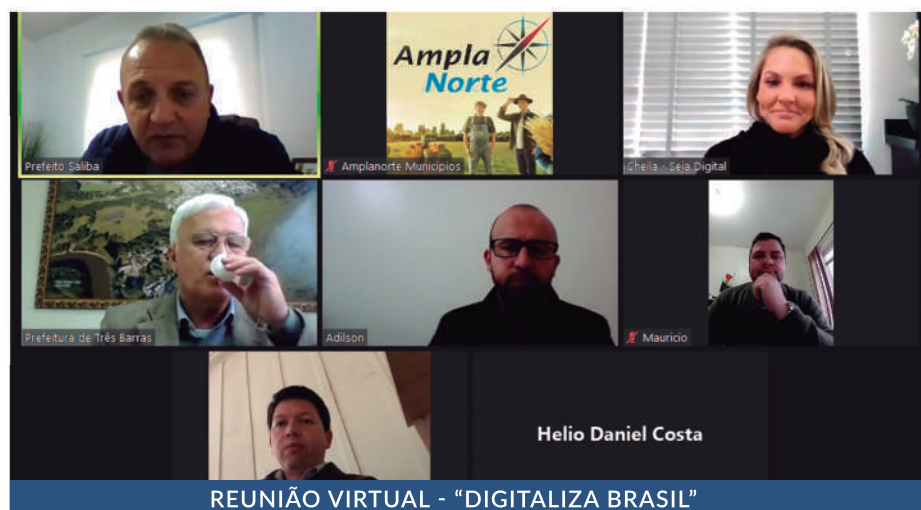 Ampla
Norte
Prefeito Saliba
Amplanorte Municipios
Cheila - Seja Digital
Prefeitura de Três Barras
Adilson
Mauricio
Helio Daniel Costa
REUNIÃO VIRTUAL - “DIGITALIZA BRASIL”